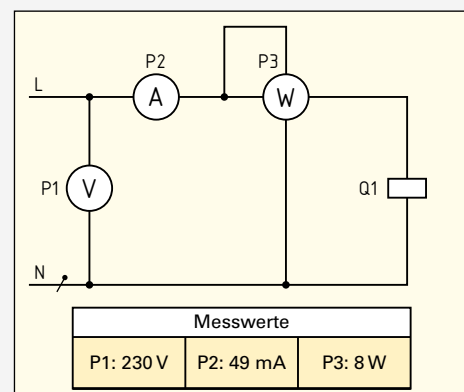 P2
P3
L
A
W
P1
V
Q1
N
Messwerte
P1: 230 V
P2: 49 mA
P3: 8 W